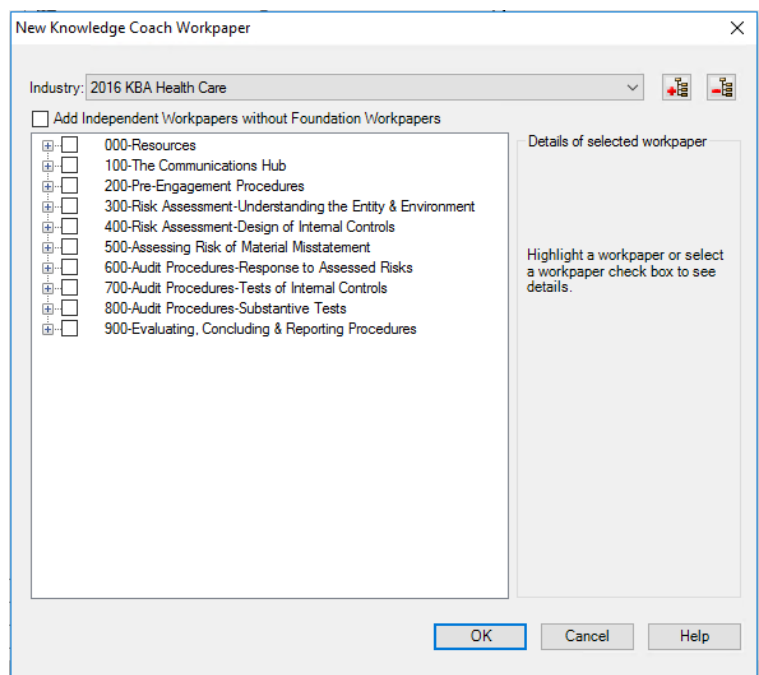 New Knowledge Coach Workpaper
Industry: 2016 KBA Health Care
Add Independent Workpapers without Foundation Workpapers
000-Resources
100-The Communications Hub
200-Pre-Engagement Procedures
300-Risk Assessment-Understanding the Entity & Environment
400-Risk Assessment-Design of Internal Controls
500-Assessing Risk of Material Misstatement
600-Audit Procedures-Response to Assessed Risks
700-Audit Procedures-Tests of Internal Controls
800-Audit Procedures-Substantive Tests
900-Evaluating, Concluding & Reporting Procedures
Details of selected workpaper
Highlight a workpaper or select
a workpaper check box to see
details.
OK Cancel Help